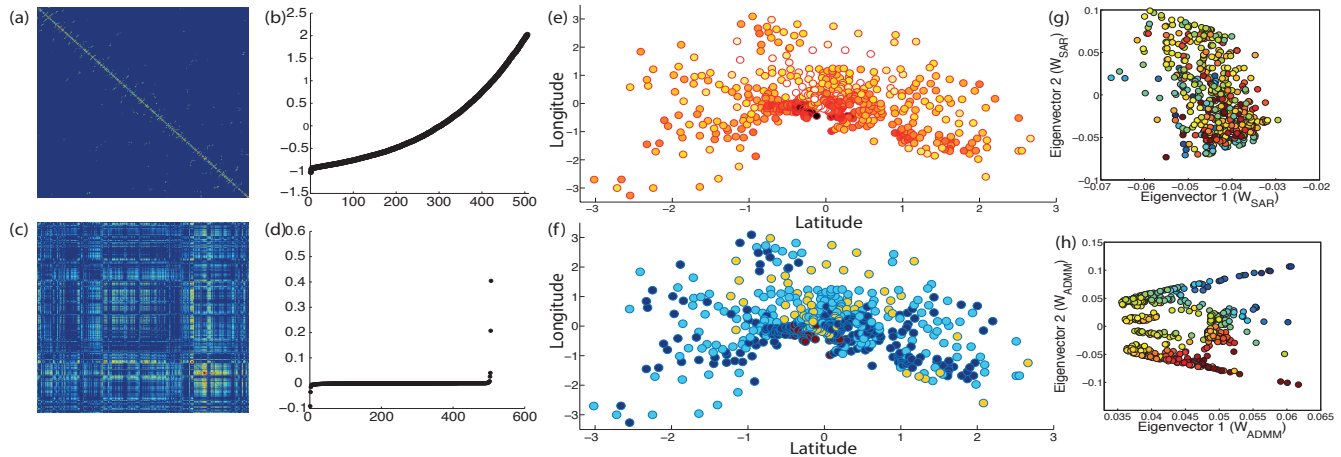 (a)
(b)
2.5
2
1.5
1
0.5
0
−0.5
−1
−1.5
0 100 200 300 400 500
(c)
(d)
0.6
0.5
0.4
0.3
0.2
0.1
0
−0.1
0 200 400 600
(e)
Longitude
3
2
1
0
−1
−2
−3
−3 −2 −1 0 1 2 3
Latitude
(f)
Longitude
3
2
1
0
−1
−2
−3
−3 −2 −1 0 1 2 3
Latitude
(g)
Eigenvector 2 (W_SAR)
0.1
0.05
0
−0.05
−0.1
−0.07 −0.06 −0.05 −0.04 −0.03 −0.02
Eigenvector 1 (W_SAR)
(h)
Eigenvector 2 (W_ADMM)
0.15
0.1
0.05
0
−0.05
−0.1
0.035 0.04 0.045 0.05 0.055 0.06 0.065
Eigenvector 1 (W_ADMM)